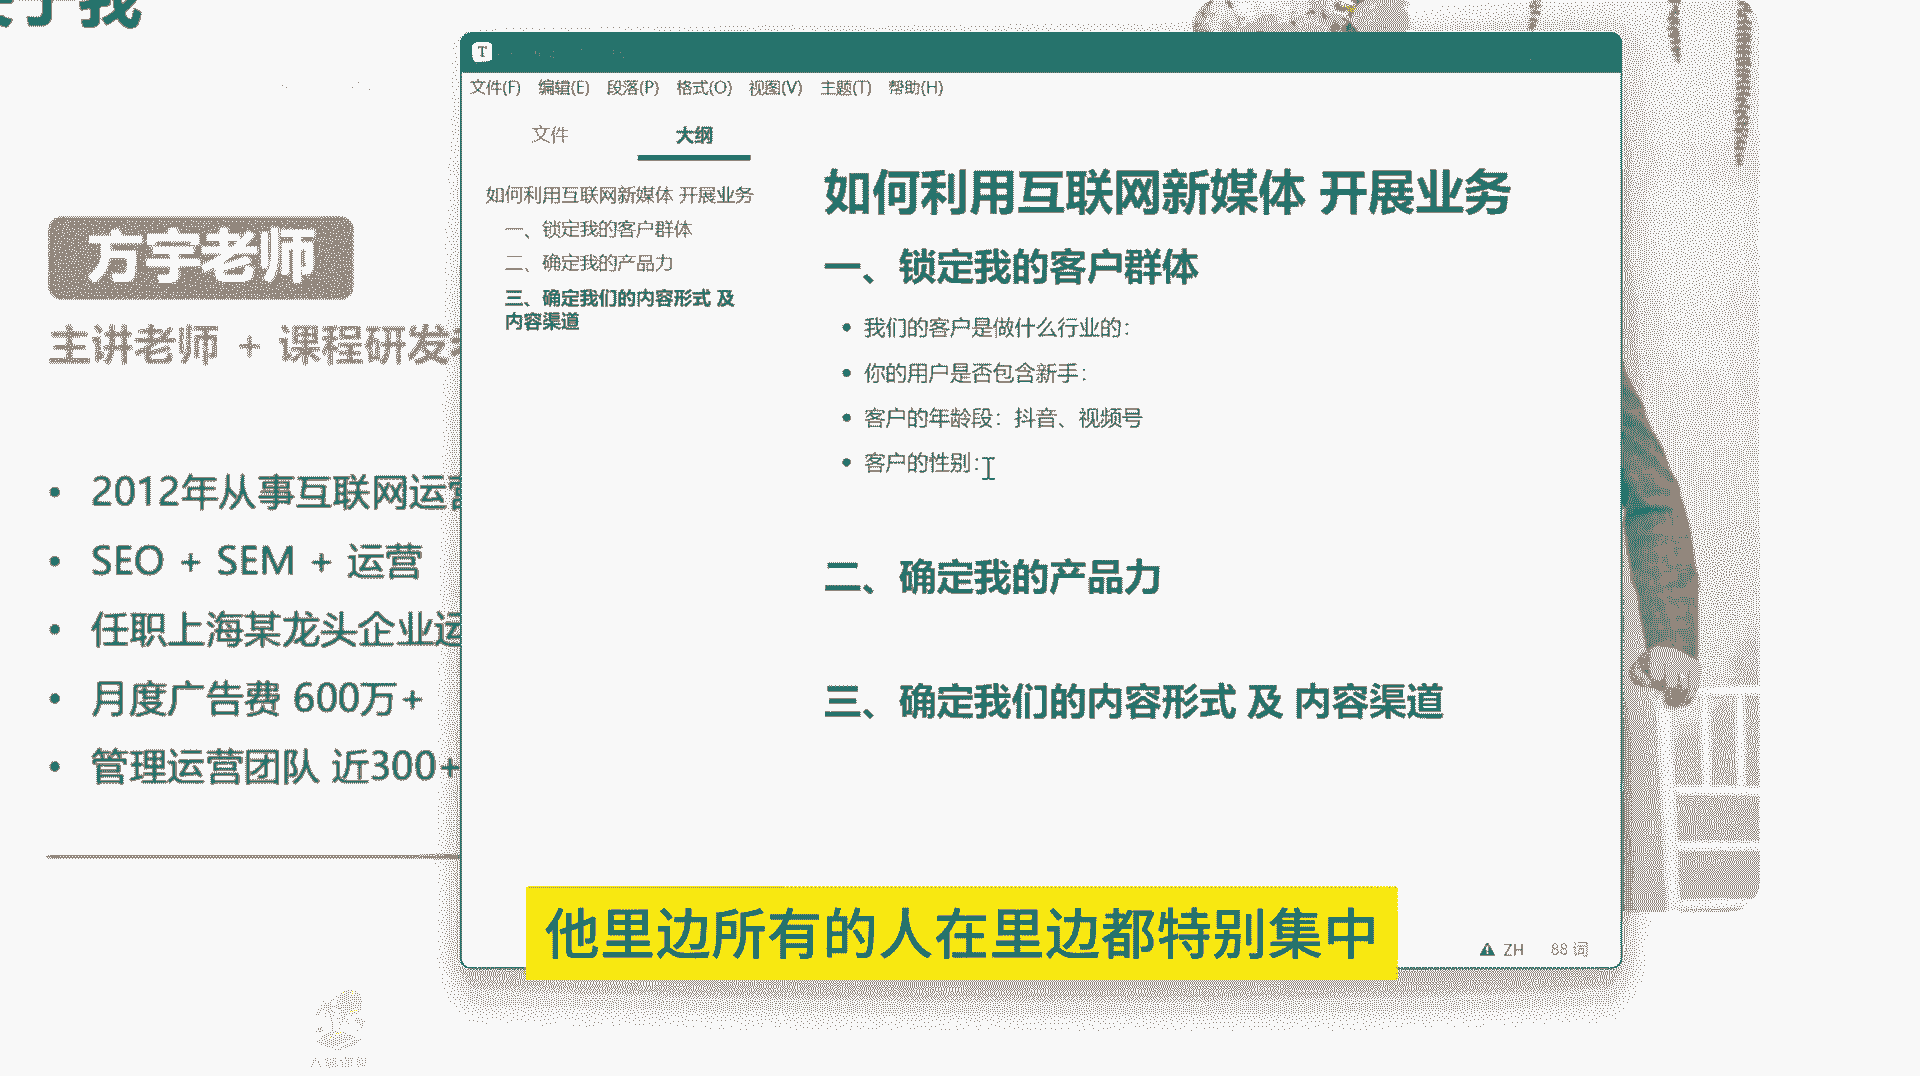 方宇老师
主讲老师 + 课程研发
2012年从事互联网运营
SEO + SEM + 运营
任职上海某龙头企业运
月度广告费 600万+
管理运营团队 近300+
T
文件(F) 编辑(E) 段落(P) 格式(O) 视图(V) 主题(T) 帮助(H)
文件 大纲
如何利用互联网新媒体 开展业务
一、锁定我的客户群体
二、确定我的产品力
三、确定我们的内容形式 及
内容渠道
如何利用互联网新媒体 开展业务
一、锁定我的客户群体
我们的客户是做什么行业的：
你的用户是否包含新手：
客户的年龄段：抖音、视频号
客户的性别：
二、确定我的产品力
三、确定我们的内容形式 及 内容渠道
ZH 88 词
他里边所有的人在里边都特别集中